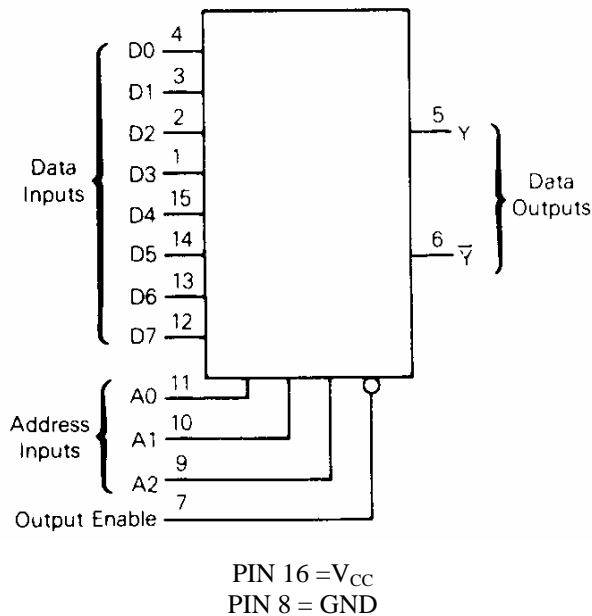 D0 4
D1 3
D2 2
D3 1
D4 15
D5 14
D6 13
D7 12
Data
Inputs
5 Y
6 Y̅
Data
Outputs
A0 11
A1 10
A2 9
Address
Inputs
Output Enable 7
PIN 16 =VCC
PIN 8 = GND